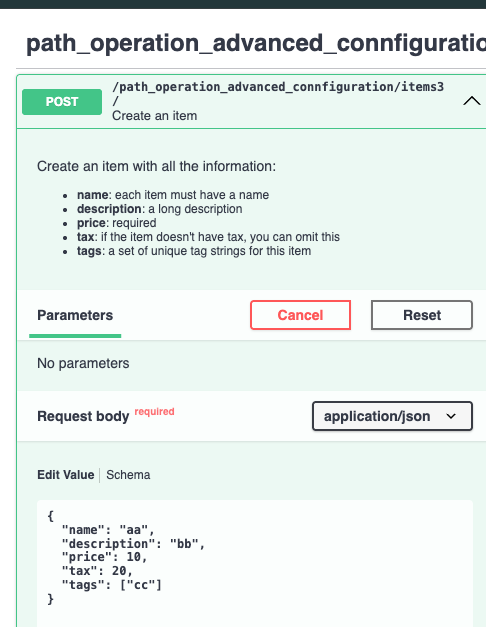 path_operation_advanced_connfiguratio
POST
/path_operation_advanced_connfiguration/items3
/
Create an item
Create an item with all the information:
• name: each item must have a name
• description: a long description
• price: required
• tax: if the item doesn't have tax, you can omit this
• tags: a set of unique tag strings for this item
Parameters
Cancel
Reset
No parameters
Request body required
application/json
Edit Value | Schema
{
  "name": "aa",
  "description": "bb",
  "price": 10,
  "tax": 20,
  "tags": ["cc"]
}